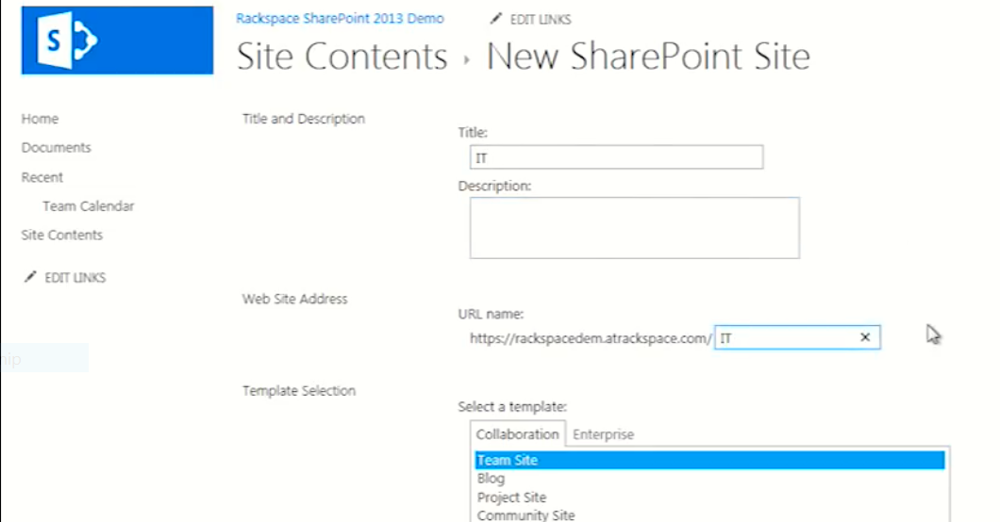 Rackspace SharePoint 2013 Demo
EDIT LINKS
Site Contents › New SharePoint Site
Home
Documents
Recent
Team Calendar
Site Contents
EDIT LINKS
Title and Description
Title:
IT
Description:
Web Site Address
URL name:
https://rackspacedem.atrackspace.com/ IT
Template Selection
Select a template:
Collaboration Enterprise
Team Site
Blog
Project Site
Community Site